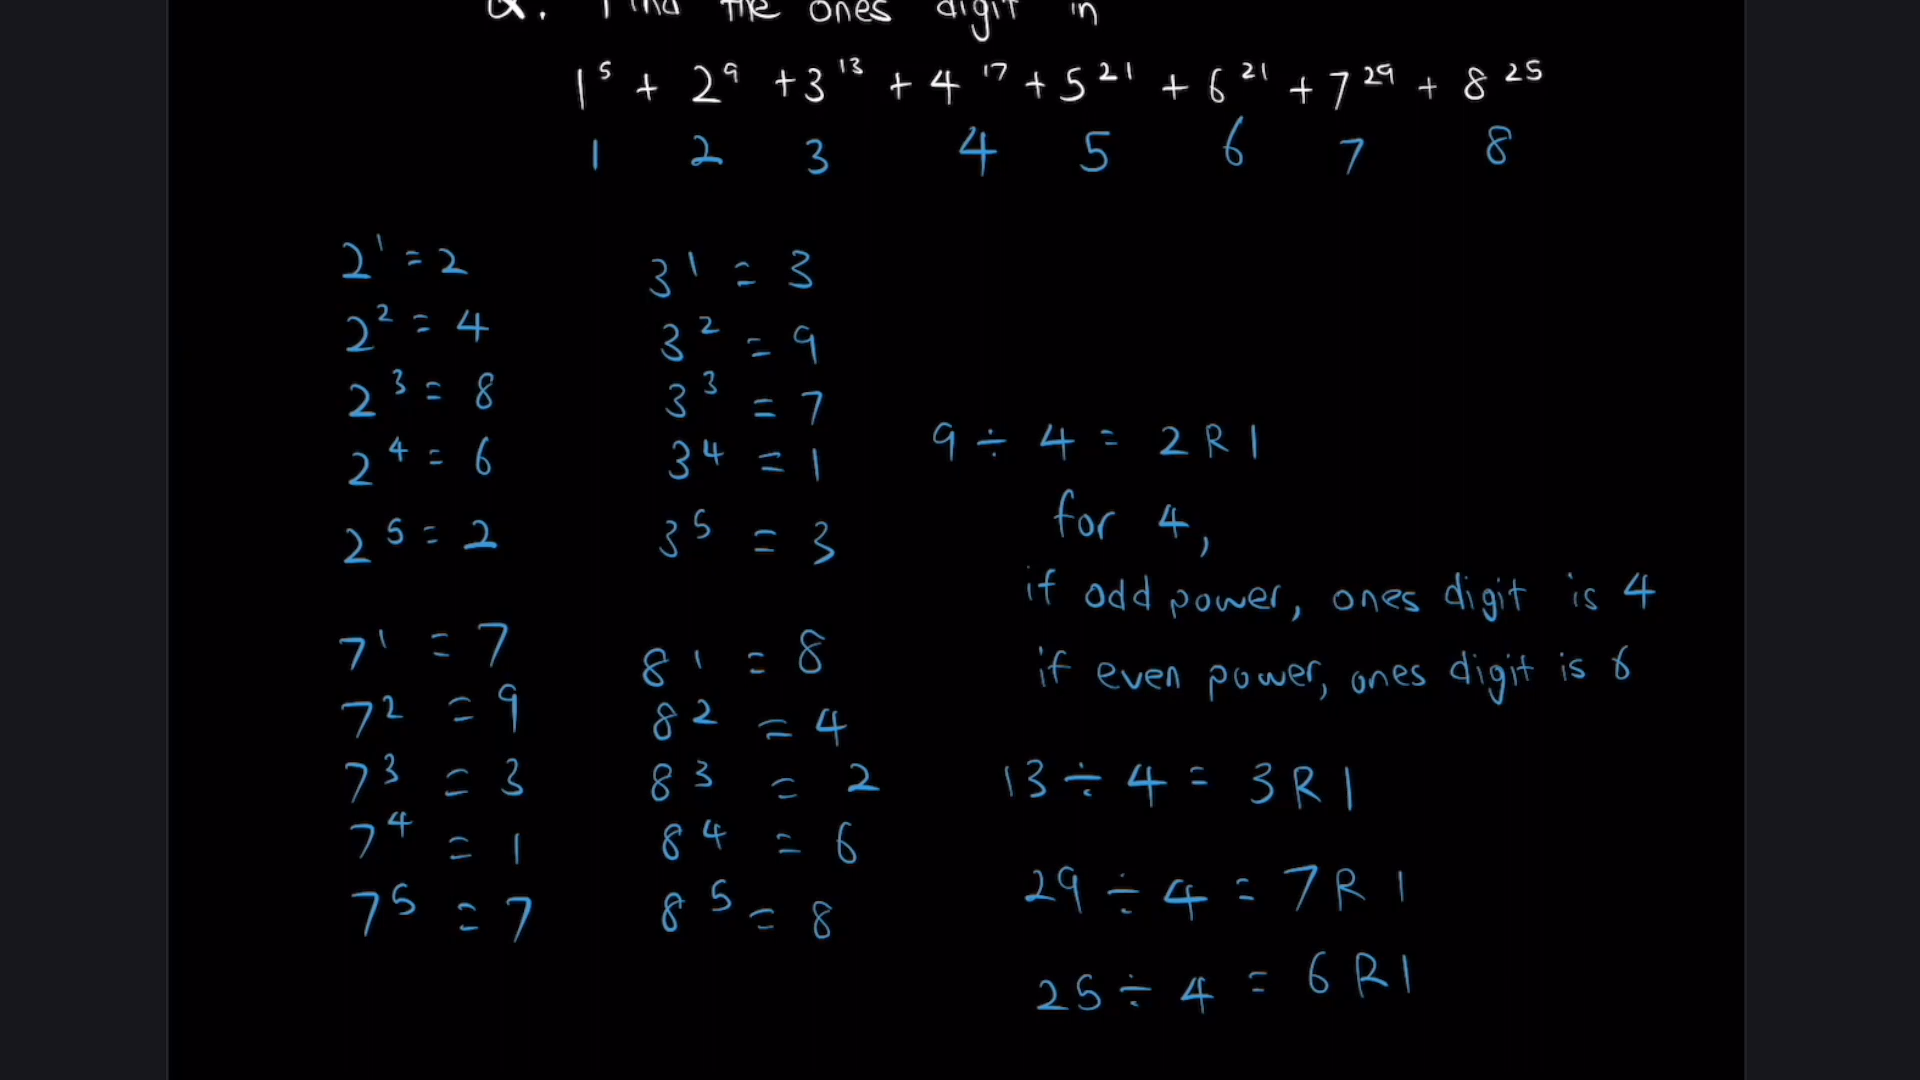 Q. Find the ones digit in
1⁵ + 2⁹ + 3¹³ + 4¹⁷ + 5²¹ + 6²¹ + 7²⁹ + 8²⁵
1 2 3 4 5 6 7 8
2¹ = 2
2² = 4
2³ = 8
2⁴ = 6
2⁵ = 2
3¹ = 3
3² = 9
3³ = 7
3⁴ = 1
3⁵ = 3
9 ÷ 4 = 2 R 1
for 4,
if odd power, ones digit is 4
if even power, ones digit is 6
7¹ = 7
7² = 9
7³ = 3
7⁴ = 1
7⁵ = 7
8¹ = 8
8² = 4
8³ = 2
8⁴ = 6
8⁵ = 8
13 ÷ 4 = 3 R 1
29 ÷ 4 = 7 R 1
25 ÷ 4 = 6 R 1